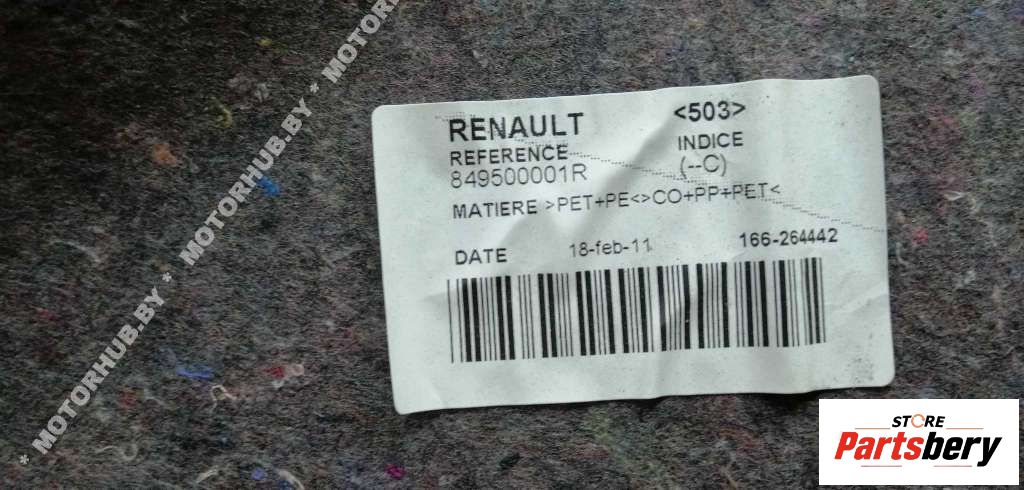 * MOTORHUB.BY * MOTORHUB.BY * MOTOR
RENAULT <503>
REFERENCE INDICE
849500001R (--C)
MATIERE >PET+PE<>CO+PP+PET<
DATE 18-feb-11 166-264442
STORE
Partsbery